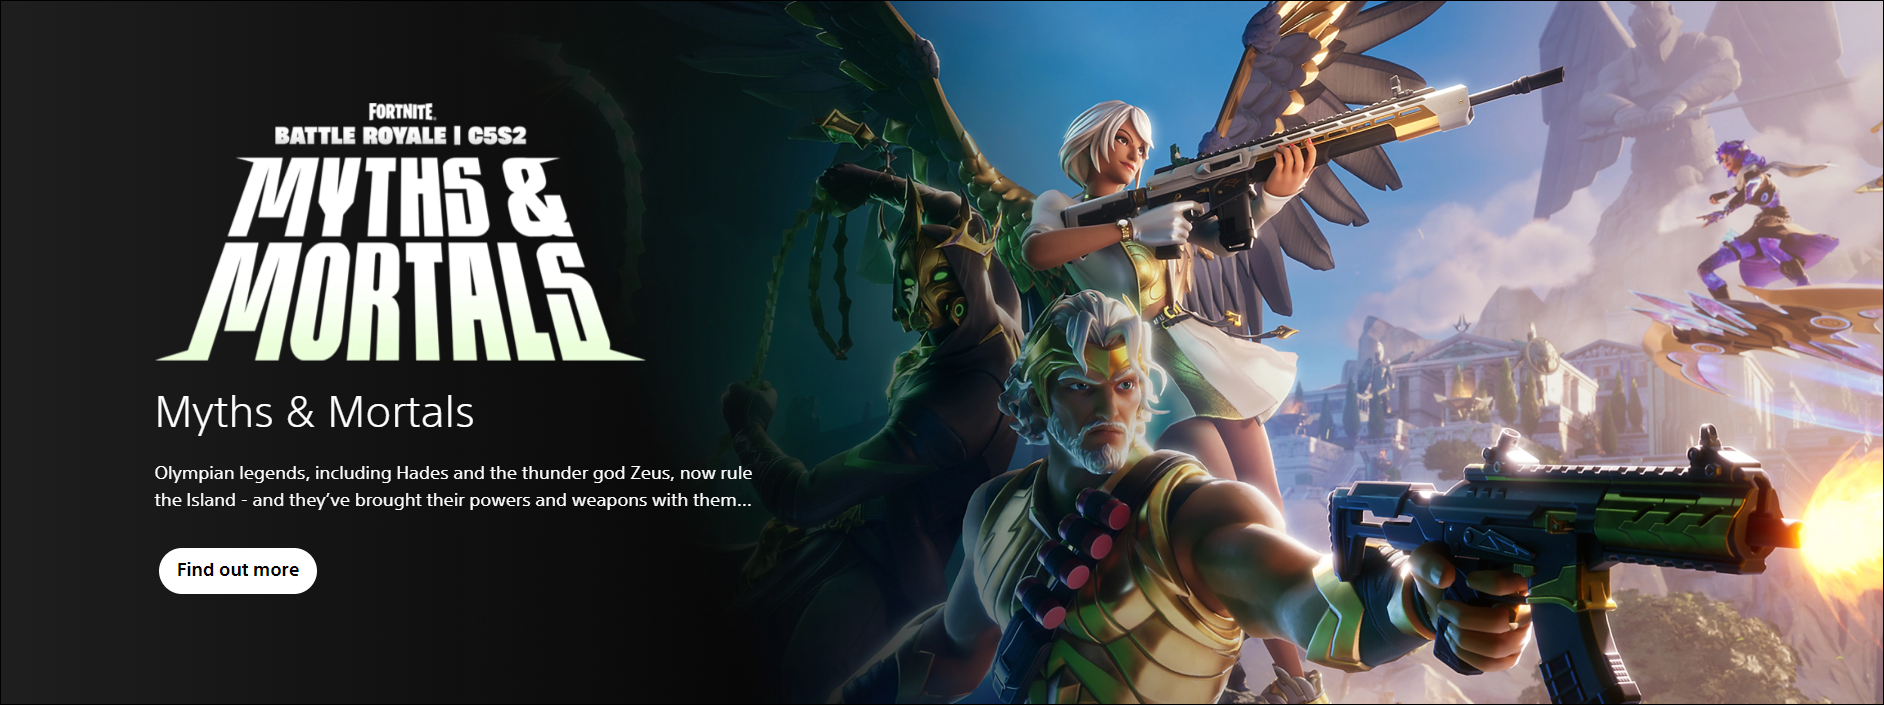 FORTNITE
BATTLE ROYALE | C5S2
MYTHS &
MORTALS
Myths & Mortals
Olympian legends, including Hades and the thunder god Zeus, now rule
the Island - and they’ve brought their powers and weapons with them...
Find out more